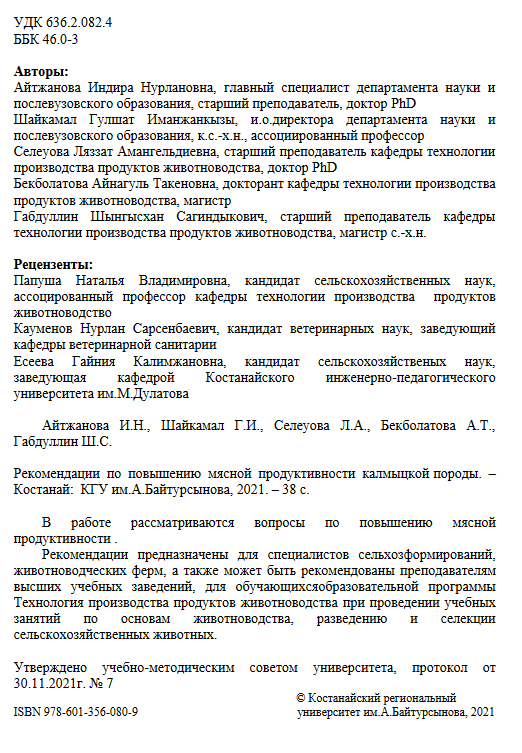 УДК 636.2.082.4
ББК 46.0-3
Авторы:
Айтжанова Индира Нурлановна, главный специалист департамента науки и
послевузовского образования, старший преподаватель, доктор PhD
Шайкамал Гулшат Иманжанкызы, и.о.директора департамента науки и
послевузовского образования, к.с.-х.н., ассоциированный профессор
Селеуова Ляззат Амангельдиевна, старший преподаватель кафедры технологии
производства продуктов животноводства, доктор PhD
Бекболатова Айнагуль Такеновна, докторант кафедры технологии производства
продуктов животноводства, магистр
Габдуллин Шынгысхан Сагиндыкович, старший преподаватель кафедры
технологии производства продуктов животноводства, магистр с.-х.н.
Рецензенты:
Папуша Наталья Владимировна, кандидат сельскохозяйственных наук,
ассоцированный профессор кафедры технологии производства продуктов
животноводство
Кауменов Нурлан Сарсенбаевич, кандидат ветеринарных наук, заведующий
кафедры ветеринарной санитарии
Есеева Гайния Калимжановна, кандидат сельскохозяйственых наук,
заведующая кафедрой Костанайского инженерно-педагогического
университета им.М.Дулатова
Айтжанова И.Н., Шайкамал Г.И., Селеуова Л.А., Бекболатова А.Т.,
Габдуллин Ш.С.
Рекомендации по повышению мясной продуктивности калмыцкой породы. –
Костанай: КГУ им.А.Байтурсынова, 2021. – 38 с.
В работе рассматриваются вопросы по повышению мясной
продуктивности .
Рекомендации предназначены для специалистов сельхозформирований,
животноводческих ферм, а также может быть рекомендованы преподавателям
высших учебных заведений, для обучающихсяобразовательной программы
Технология производства продуктов животноводства при проведении учебных
занятий по основам животноводства, разведению и селекции
сельскохозяйственных животных.
Утверждено учебно-методическим советом университета, протокол от
30.11.2021г. № 7
© Костанайский региональный
ISBN 978-601-356-080-9 университет им.А.Байтурсынова, 2021